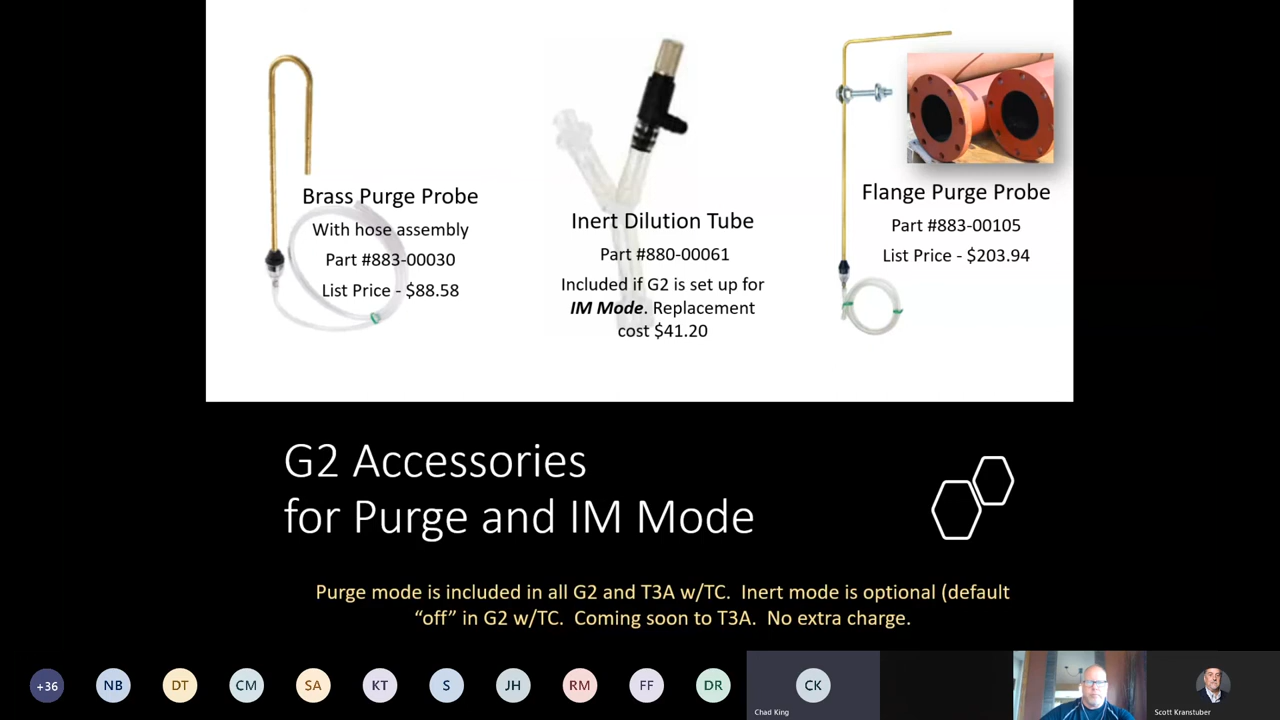 Brass Purge Probe
With hose assembly
Part #883-00030
List Price - $88.58
Inert Dilution Tube
Part #880-00061
Included if G2 is set up for
IM Mode. Replacement
cost $41.20
Flange Purge Probe
Part #883-00105
List Price - $203.94
G2 Accessories
for Purge and IM Mode
Purge mode is included in all G2 and T3A w/TC. Inert mode is optional (default
“off” in G2 w/TC. Coming soon to T3A. No extra charge.
+36 NB DT CM SA KT S JH RM FF DR CK
Chad King
Scott Kranstuber